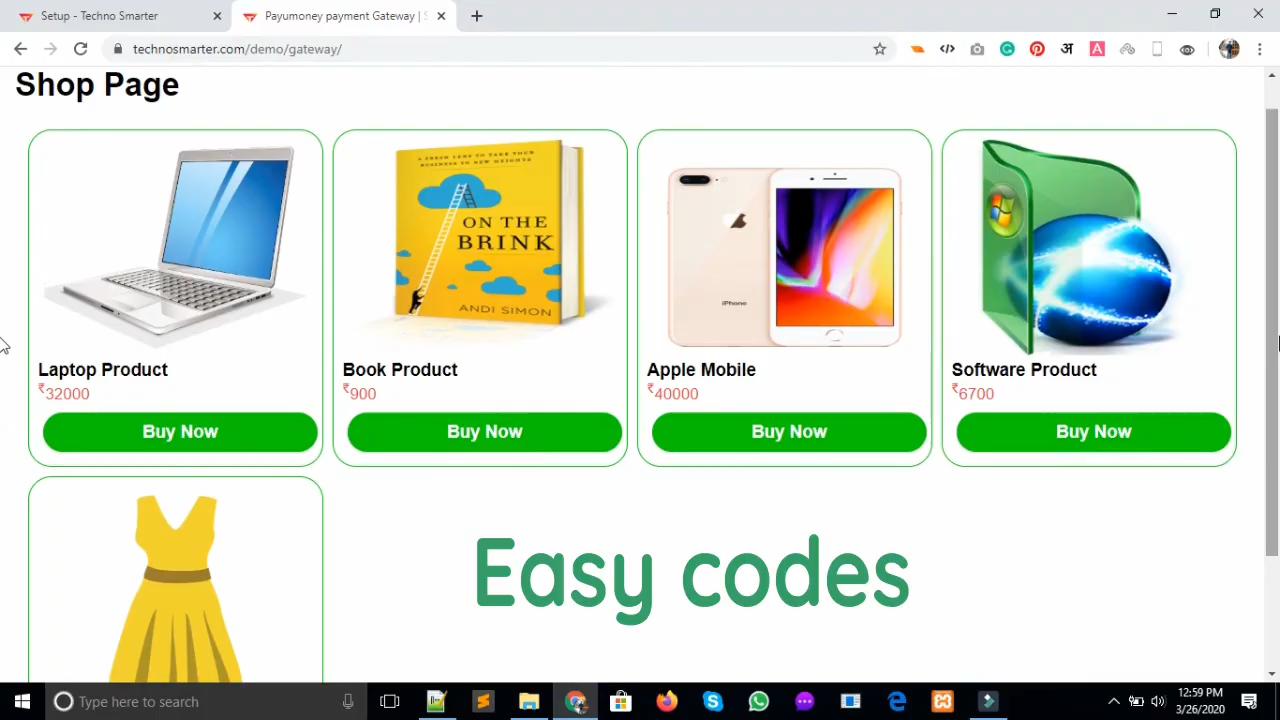 Setup - Techno Smarter
Payumoney payment Gateway | S
technosmarter.com/demo/gateway/
Shop Page
A FRESH LENS TO TAKE YOUR
BUSINESS TO NEW HEIGHTS
ON THE
BRINK
ANDI SIMON
iPhone
Laptop Product
₹32000
Buy Now
Book Product
₹900
Buy Now
Apple Mobile
₹40000
Buy Now
Software Product
₹6700
Buy Now
Easy codes
Type here to search
12:59 PM
3/26/2020